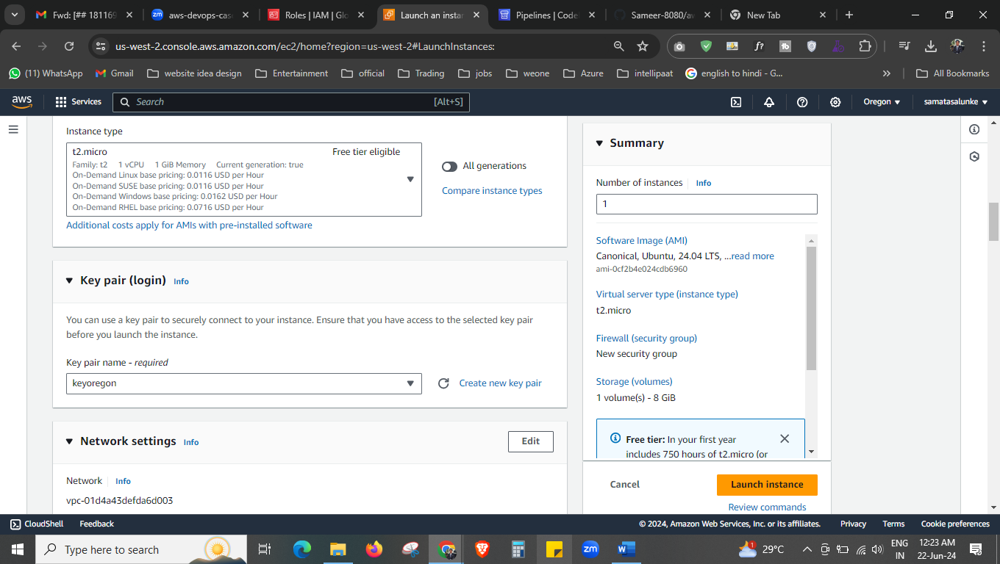 Fwd: [## 181169
aws-devops-cas
Roles | IAM | Glo
Launch an instan
Pipelines | Code
Sameer-8080/aw
New Tab
us-west-2.console.aws.amazon.com/ec2/home?region=us-west-2#LaunchInstances:
(11) WhatsApp
Gmail
website idea design
Entertainment
official
Trading
jobs
weone
Azure
intellipaat
english to hindi - G...
All Bookmarks
aws
Services
Search
[Alt+S]
Oregon
samatasalunke
Instance type
t2.micro
Free tier eligible
Family: t2 1 vCPU 1 GiB Memory Current generation: true
On-Demand Linux base pricing: 0.0116 USD per Hour
On-Demand SUSE base pricing: 0.0116 USD per Hour
On-Demand Windows base pricing: 0.0162 USD per Hour
On-Demand RHEL base pricing: 0.0716 USD per Hour
All generations
Compare instance types
Additional costs apply for AMIs with pre-installed software
Key pair (login) Info
You can use a key pair to securely connect to your instance. Ensure that you have access to the selected key pair
before you launch the instance.
Key pair name - required
keyoregon
Create new key pair
Network settings Info
Edit
Network Info
vpc-01d4a43defda6d003
Summary
Number of instances Info
1
Software Image (AMI)
Canonical, Ubuntu, 24.04 LTS, ...read more
ami-0cf2b4e024cdb6960
Virtual server type (instance type)
t2.micro
Firewall (security group)
New security group
Storage (volumes)
1 volume(s) - 8 GiB
Free tier: In your first year
includes 750 hours of t2.micro (or
Cancel
Launch instance
Review commands
CloudShell
Feedback
© 2024, Amazon Web Services, Inc. or its affiliates.
Privacy
Terms
Cookie preferences
Type here to search
29°C
ENG
IN
12:23 AM
22-Jun-24